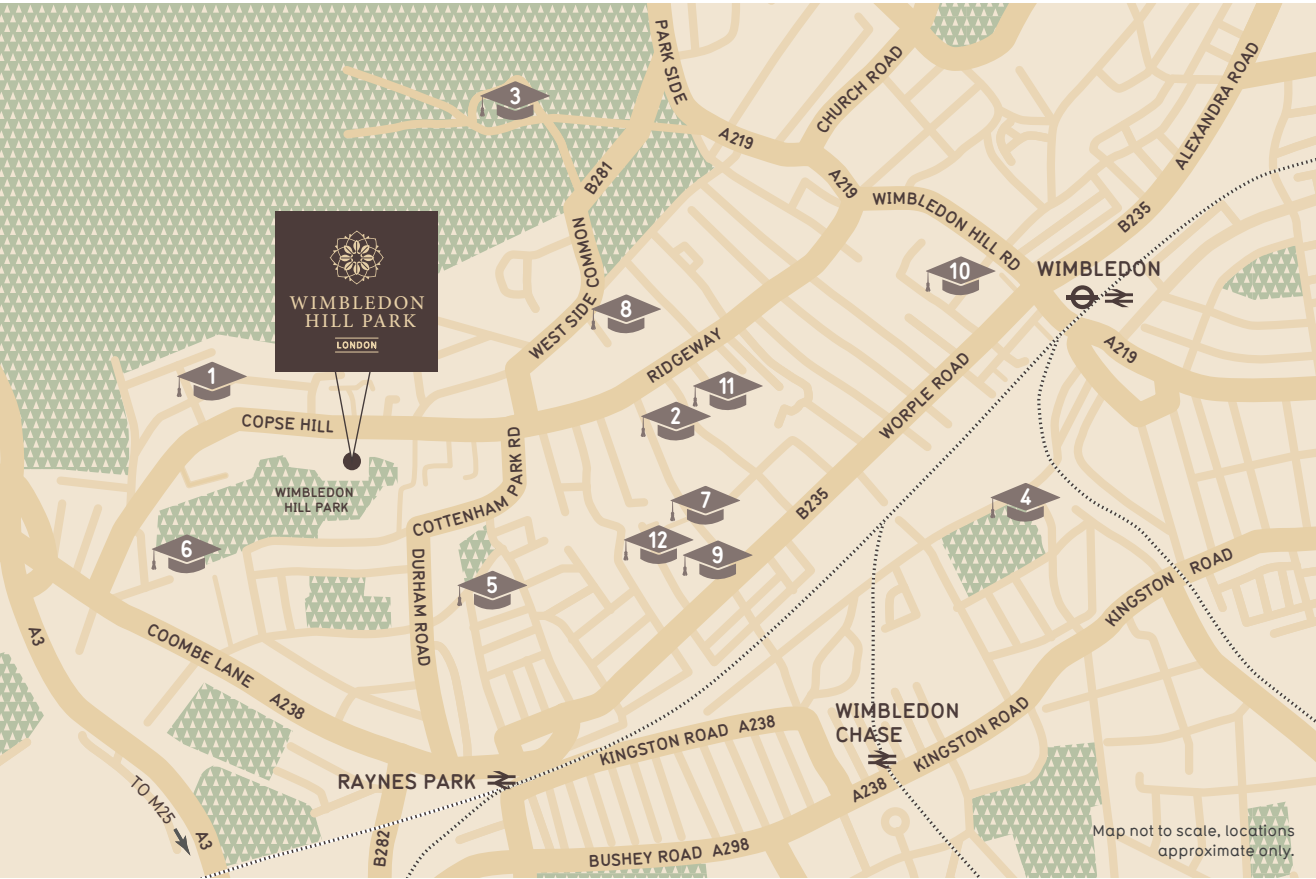 PARK SIDE
CHURCH ROAD
ALEXANDRA ROAD
3
A219
B281
A219
WIMBLEDON HILL RD
B235
WEST SIDE COMMON
10
WIMBLEDON
WIMBLEDON
HILL PARK
LONDON
8
RIDGEWAY
A219
1
11
2
WORPLE ROAD
COPSE HILL
PARK RD
WIMBLEDON
HILL PARK
COTTENHAM
7
B235
4
6
12
9
5
DURHAM ROAD
KINGSTON ROAD
A3
COOMBE LANE A238
WIMBLEDON
CHASE
KINGSTON ROAD A238
KINGSTON ROAD
RAYNES PARK
A238
TO M25
A3
B282
BUSHEY ROAD A298
Map not to scale, locations
approximate only.